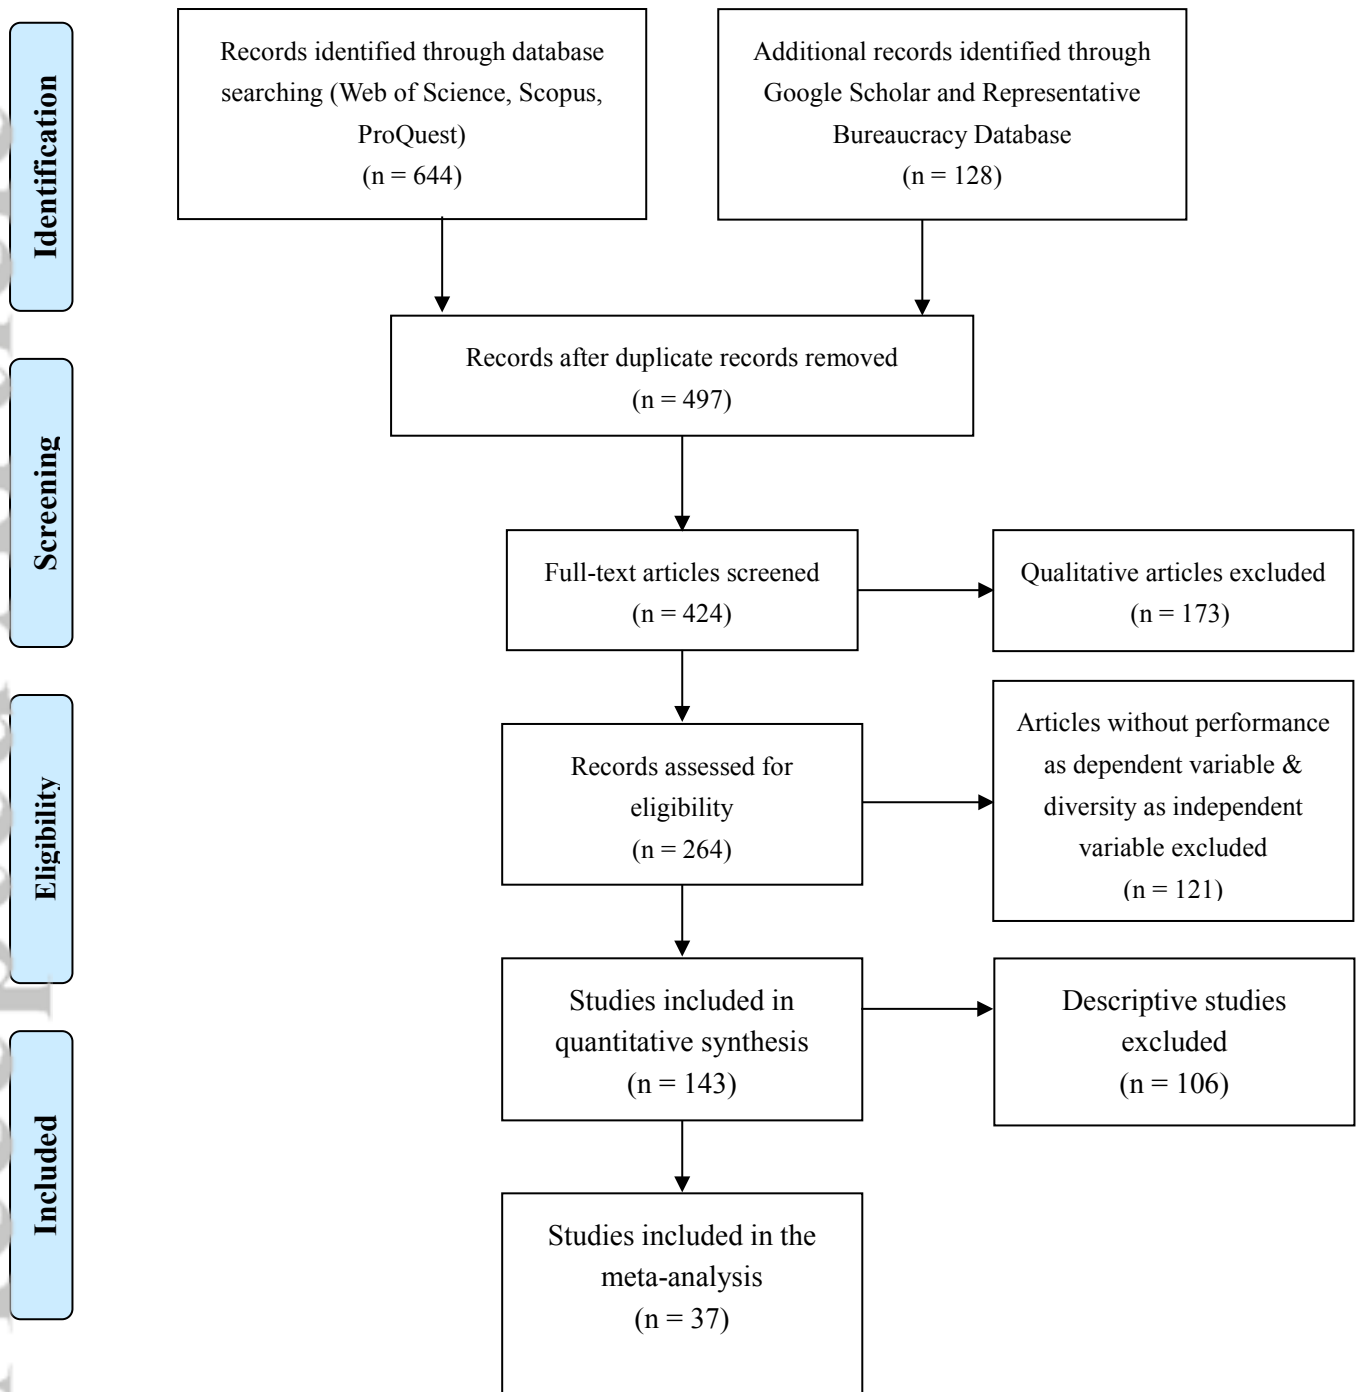 Identification
Records identified through database
searching (Web of Science, Scopus,
ProQuest)
(n = 644)
Additional records identified through
Google Scholar and Representative
Bureaucracy Database
(n = 128)
Records after duplicate records removed
(n = 497)
Screening
Full-text articles screened
(n = 424)
Qualitative articles excluded
(n = 173)
Eligibility
Records assessed for
eligibility
(n = 264)
Articles without performance
as dependent variable &
diversity as independent
variable excluded
(n = 121)
Studies included in
quantitative synthesis
(n = 143)
Descriptive studies
excluded
(n = 106)
Included
Studies included in the
meta-analysis
(n = 37)